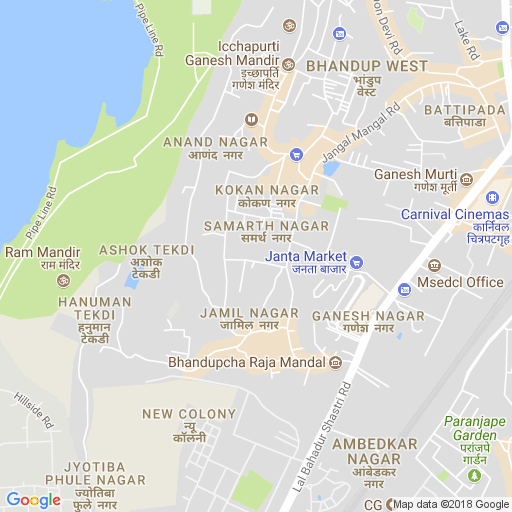 Pipe Line Rd
Icchapurti
Ganesh Mandir
इच्छापूर्ति
गणेश मंदिर
Lake Rd
BHANDUP WEST
भांडुप
वेस्ट
BATTIPADA
बत्तिपाडा
Jangal Mangal Rd
ANAND NAGAR
आणंद नगर
Ganesh Murti
गणेश मूर्ती
KOKAN NAGAR
कोकण नगर
Pipe Line Rd
Carnival Cinemas
कार्निवल
चित्रपटगृह
SAMARTH NAGAR
समर्थ नगर
Ram Mandir
राम मंदिर
ASHOK TEKDI
अशोक
टेकडी
Janta Market
जनता बाजार
Msedcl Office
HANUMAN
TEKDI
हनुमान
टेकडी
JAMIL NAGAR
जामिल नगर
GANESH NAGAR
गणेश नगर
Bhandupcha Raja Mandal
Hillside Rd
NEW COLONY
न्यू
कॉलनी
Lal Bahadur Shastri Rd
Paranjape
Garden
परांजपे
गार्डन
AMBEDKAR
NAGAR
आंबेडकर
नगर
JYOTIBA
PHULE NAGAR
ज्योतिबा
फुले नगर
CG
Google
Map data ©2018 Google